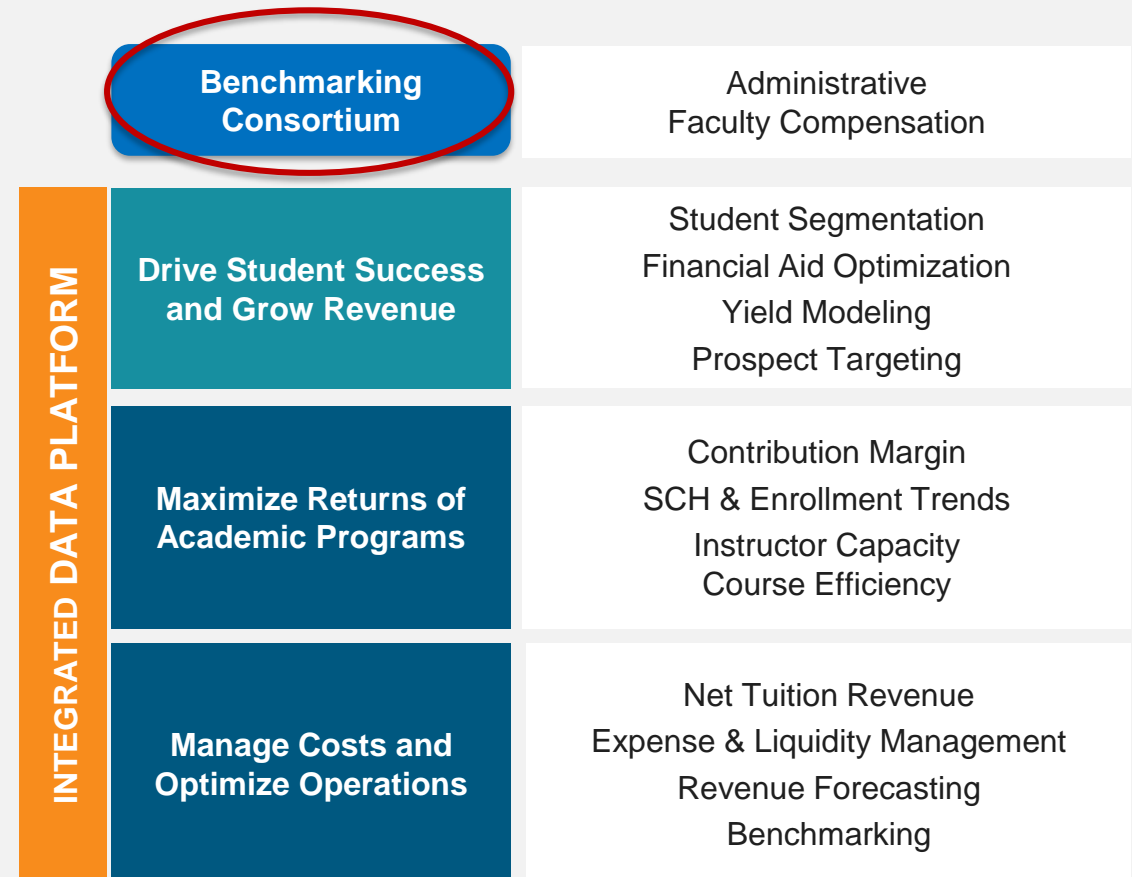 Benchmarking
Consortium
Administrative
Faculty Compensation
INTEGRATED DATA PLATFORM
Drive Student Success
and Grow Revenue
Student Segmentation
Financial Aid Optimization
Yield Modeling
Prospect Targeting
Maximize Returns of
Academic Programs
Contribution Margin
SCH & Enrollment Trends
Instructor Capacity
Course Efficiency
Manage Costs and
Optimize Operations
Net Tuition Revenue
Expense & Liquidity Management
Revenue Forecasting
Benchmarking